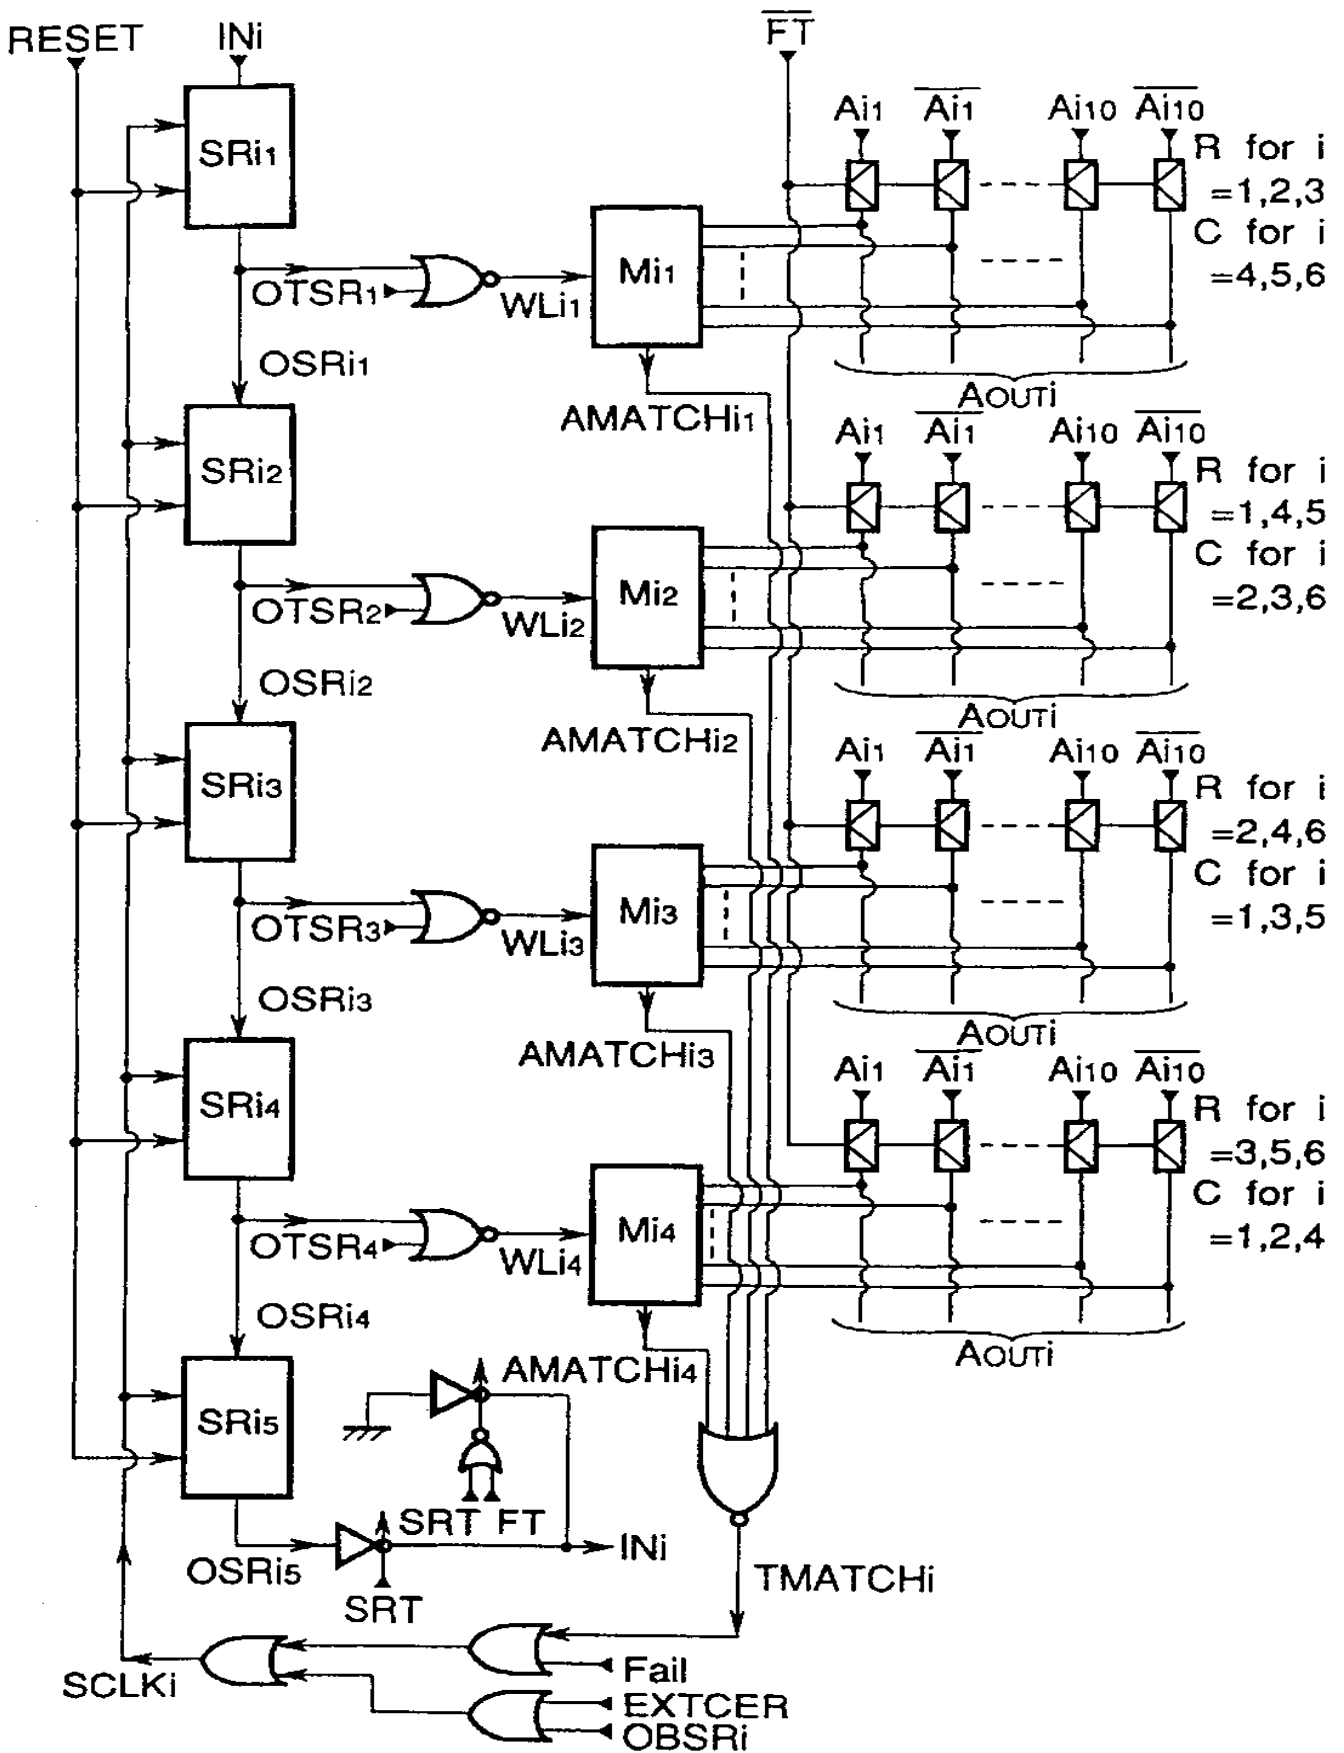 RESET
INi
FT
SRi1
Ai1 Ai1 Ai10 Ai10
R for i
=1,2,3
C for i
=4,5,6
OTSR1
WLi1
Mi1
OSRi1
AMATCHi1
AOUTi
SRi2
Ai1 Ai1 Ai10 Ai10
R for i
=1,4,5
C for i
=2,3,6
OTSR2
WLi2
Mi2
OSRi2
AMATCHi2
AOUTi
SRi3
Ai1 Ai1 Ai10 Ai10
R for i
=2,4,6
C for i
=1,3,5
OTSR3
WLi3
Mi3
OSRi3
AMATCHi3
AOUTi
SRi4
Ai1 Ai1 Ai10 Ai10
R for i
=3,5,6
C for i
=1,2,4
OTSR4
WLi4
Mi4
OSRi4
AMATCHi4
AOUTi
SRi5
SRT FT
OSRi5
SRT
INi
TMATCHi
SCLKi
Fail
EXTCER
OBSRi